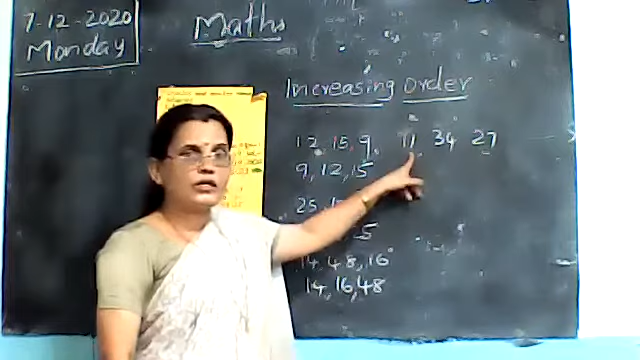 7-12-2020
Monday
Maths
Increasing Order
12, 15, 9, 11 34 27
9, 12, 15
25,
25
14, 48, 16
14, 16, 48